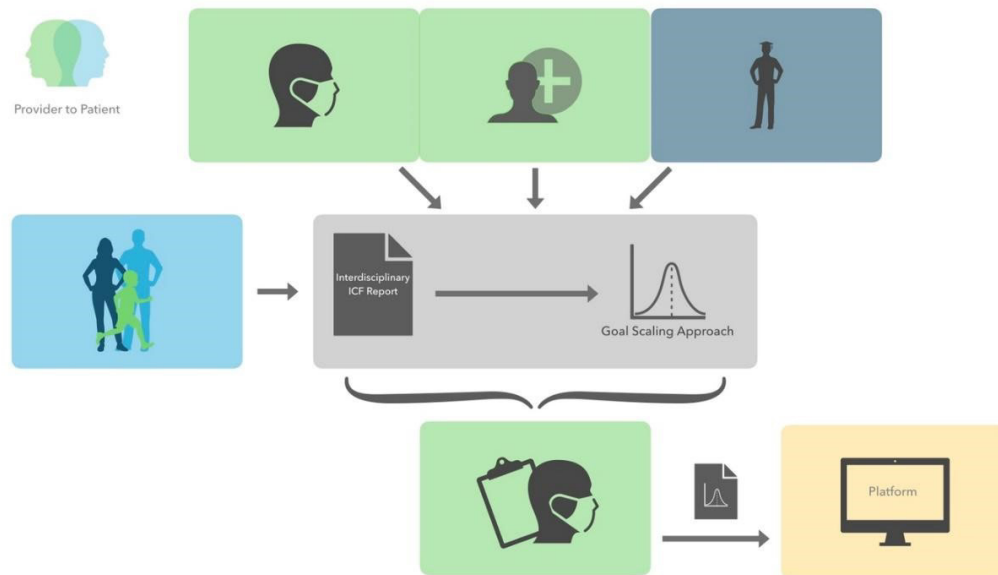 Provider to Patient
Interdisciplinary
ICF Report
Goal Scaling Approach
Platform